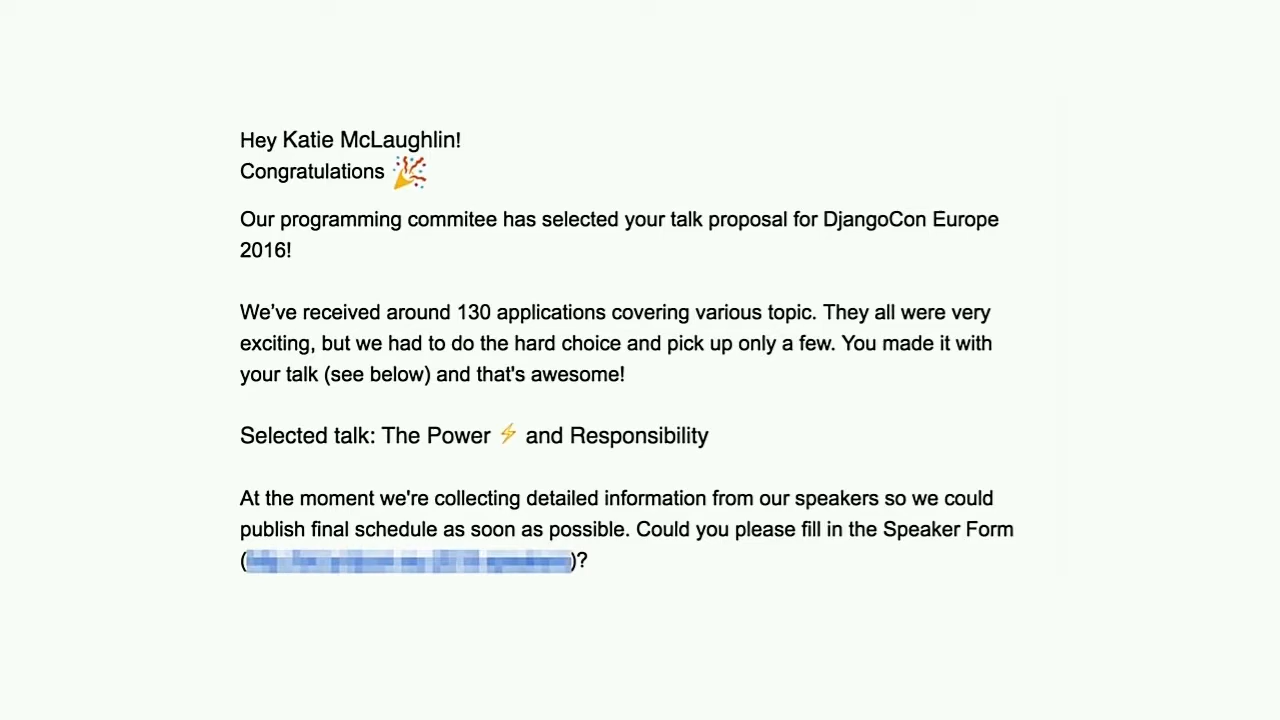 Hey Katie McLaughlin!
Congratulations 🎉
Our programming commitee has selected your talk proposal for DjangoCon Europe
2016!
We've received around 130 applications covering various topic. They all were very
exciting, but we had to do the hard choice and pick up only a few. You made it with
your talk (see below) and that's awesome!
Selected talk: The Power ⚡ and Responsibility
At the moment we're collecting detailed information from our speakers so we could
publish final schedule as soon as possible. Could you please fill in the Speaker Form
()?